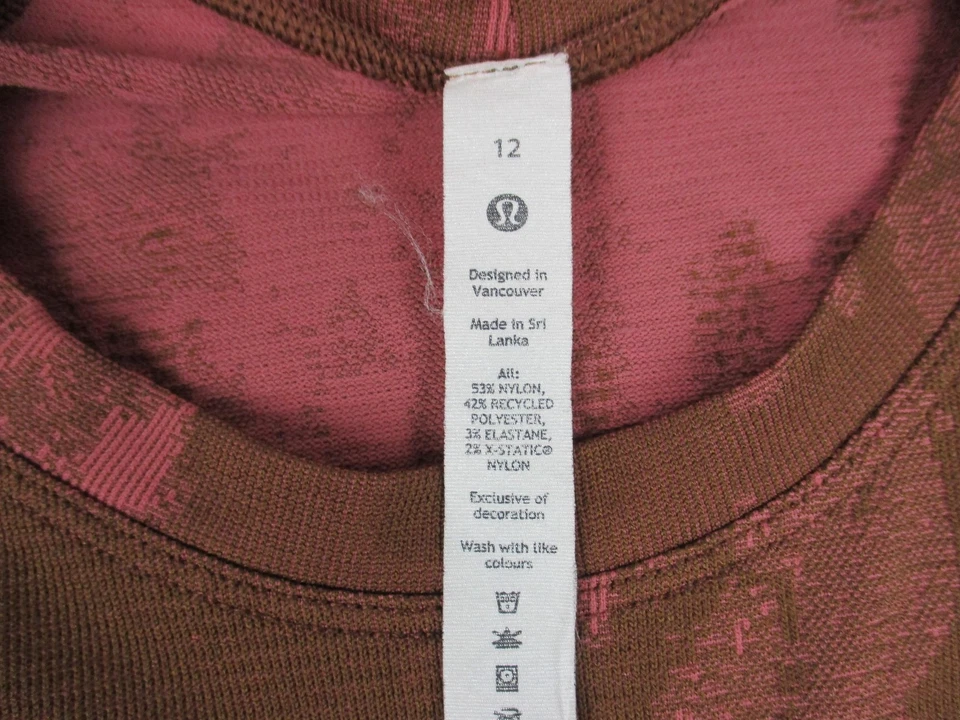 12
Designed in
Vancouver
Made in Sri
Lanka
All:
53% NYLON,
42% RECYCLED
POLYESTER,
3% ELASTANE,
2% X-STATIC®
NYLON
Exclusive of
decoration
Wash with like
colours